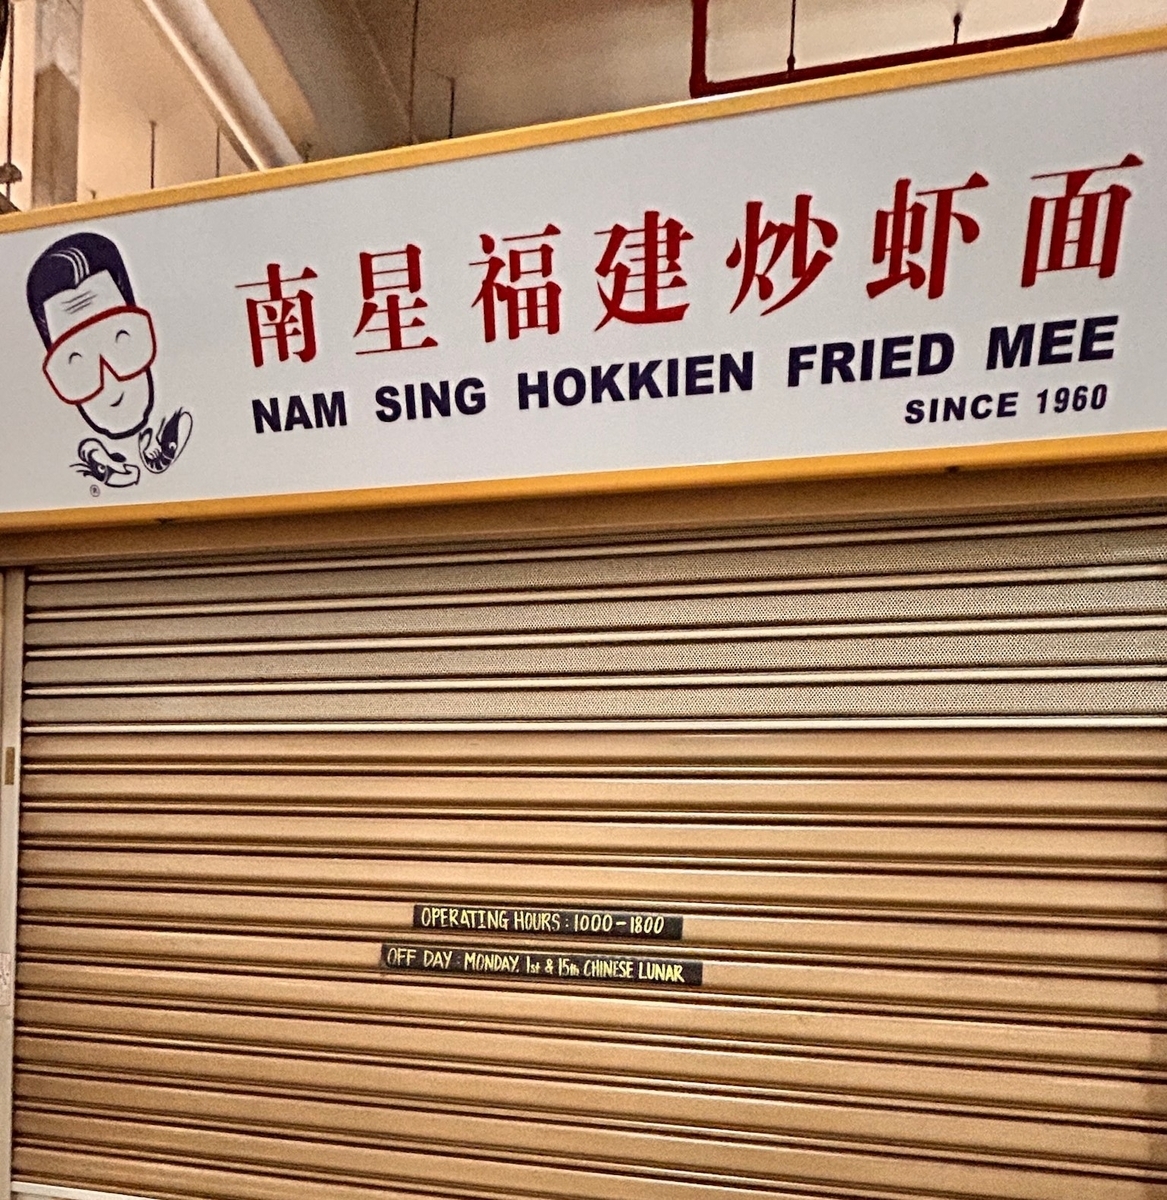 南星福建炒虾面
NAM SING HOKKIEN FRIED MEE
SINCE 1960
®
OPERATING HOURS : 1000 - 1800
OFF DAY : MONDAY, 1st & 15th CHINESE LUNAR